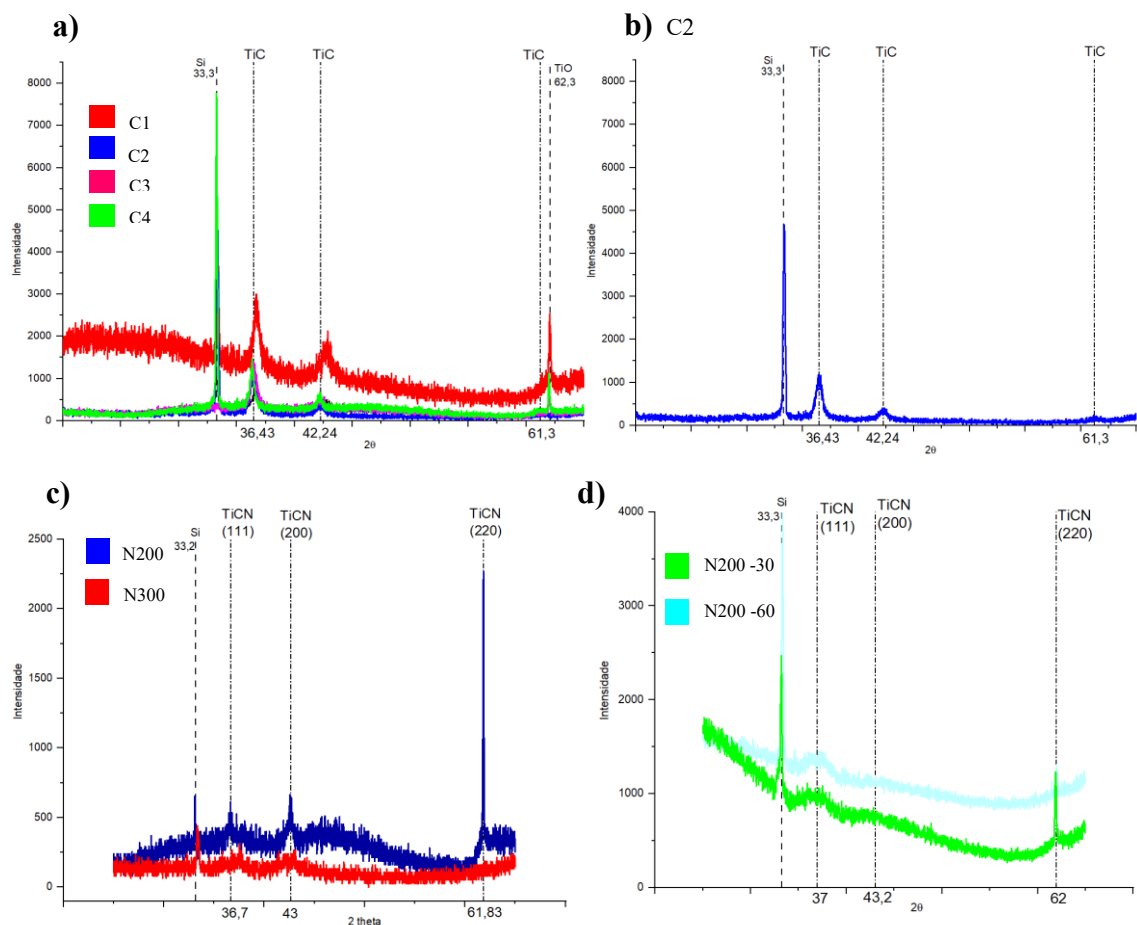 a)
TiC
TiC
TiC
Si
33,3
TiO
62,3
8000
7000
6000
5000
4000
3000
2000
1000
0
Intensidade
C1
C2
C3
C4
36,43
42,24
61,3
2θ
b) C2
Si
33,3
TiC
TiC
TiC
8000
7000
6000
5000
4000
3000
2000
1000
0
Intensidade
36,43
42,24
61,3
2θ
c)
Si
33,2
TiCN
(111)
TiCN
(200)
TiCN
(220)
2500
2000
1500
1000
500
0
Intensidade
N200
N300
36,7
43
61,83
2 theta
d)
Si
33,3
TiCN
(111)
TiCN
(200)
TiCN
(220)
4000
3000
2000
1000
0
Intensidade
N200 -30
N200 -60
37
43,2
62
2θ